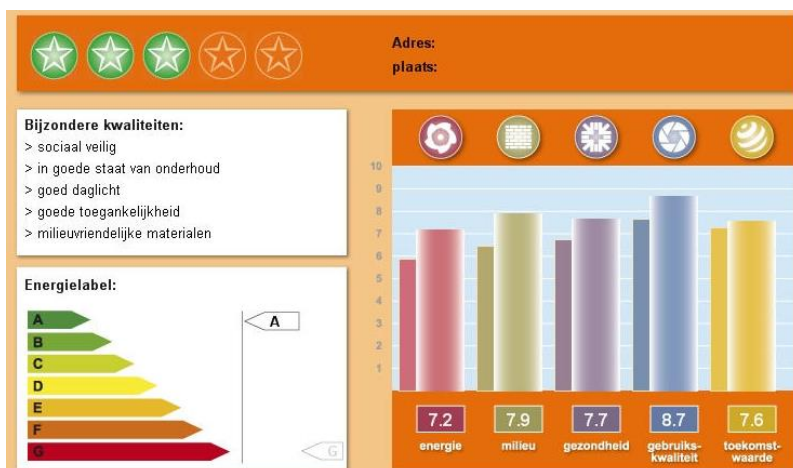 Adres:
plaats:
Bijzondere kwaliteiten:
> sociaal veilig
> in goede staat van onderhoud
> goed daglicht
> goede toegankelijkheid
> milieuvriendelijke materialen
Energielabel:
A
B
C
D
E
F
G
A
G
10
9
8
7
6
5
4
3
2
1
7.2
7.9
7.7
8.7
7.6
energie
milieu
gezondheid
gebruiks-
kwaliteit
toekomst-
waarde